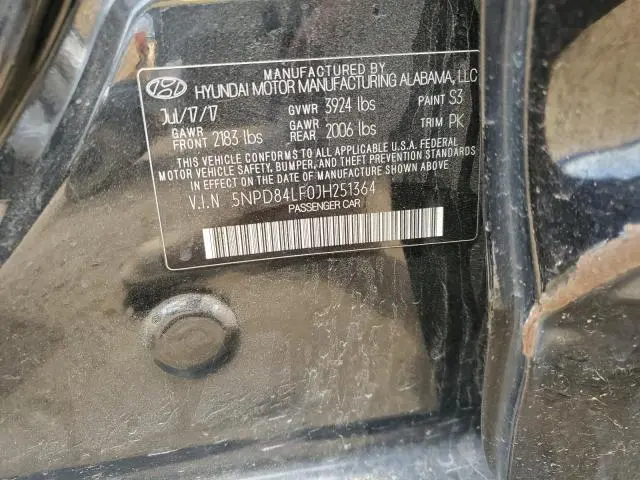 MANUFACTURED BY
HYUNDAI MOTOR MANUFACTURING ALABAMA, LLC
Jul/17/17 GVWR 3924 lbs PAINT S3
GAWR FRONT 2183 lbs GAWR REAR 2006 lbs TRIM PK
THIS VEHICLE CONFORMS TO ALL APPLICABLE U.S.A. FEDERAL
MOTOR VEHICLE SAFETY, BUMPER, AND THEFT PREVENTION STANDARDS
IN EFFECT ON THE DATE OF MANUFACTURE SHOWN ABOVE.
V.I.N 5NPD84LF0JH251364
PASSENGER CAR